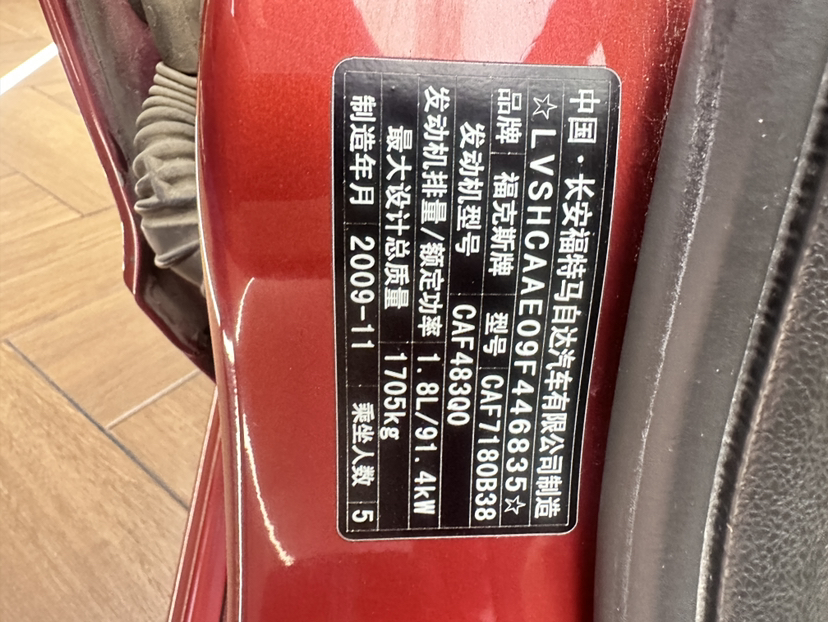 中国·长安福特马自达汽车有限公司制造
☆LVSHCAAE09F446835☆
品牌 福克斯牌 型号 CAF7180B38
发动机型号 CAF483Q0
发动机排量/额定功率 1.8L/91.4kW
最大设计总质量 1705kg
制造年月 2009-11 乘坐人数 5